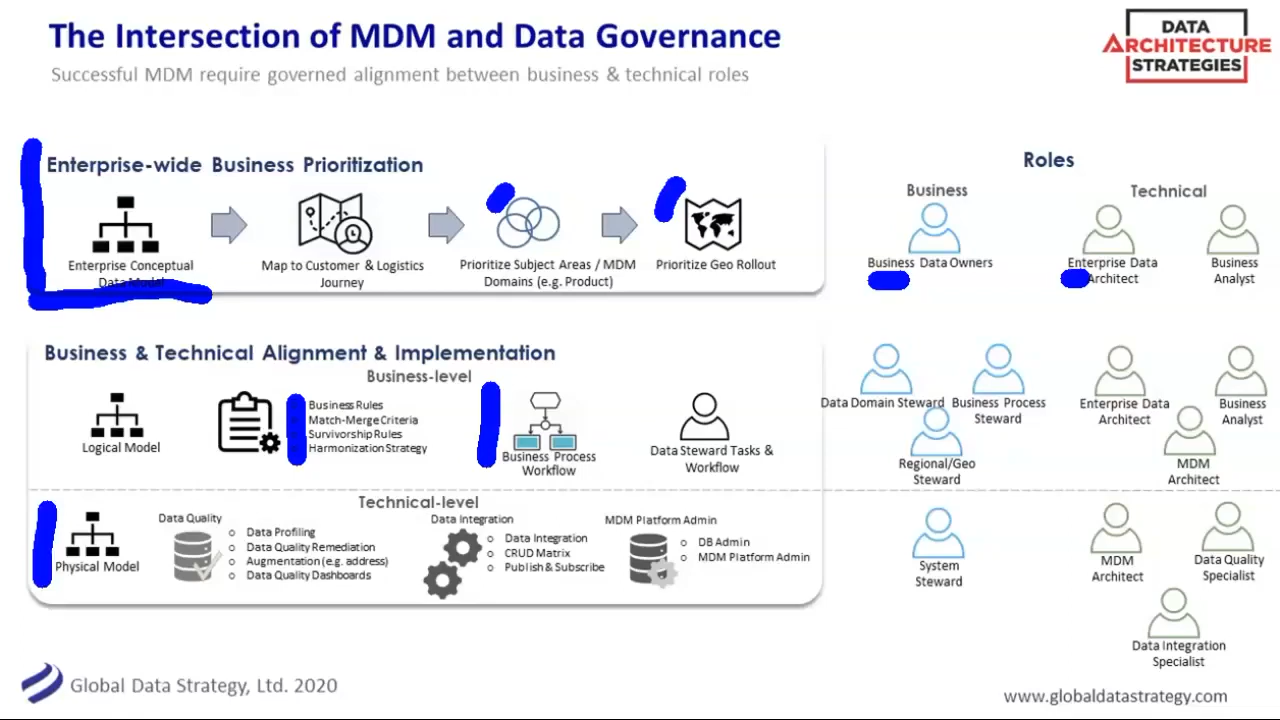 The Intersection of MDM and Data Governance
Successful MDM require governed alignment between business & technical roles
DATA
ARCHITECTURE
STRATEGIES
Enterprise-wide Business Prioritization
Enterprise Conceptual
Data Model
Map to Customer & Logistics
Journey
Prioritize Subject Areas / MDM
Domains (e.g. Product)
Prioritize Geo Rollout
Roles
Business
Technical
Business Data Owners
Enterprise Data
Architect
Business
Analyst
Business & Technical Alignment & Implementation
Business-level
Logical Model
Business Rules
Match-Merge Criteria
Survivorship Rules
Harmonization Strategy
Business Process
Workflow
Data Steward Tasks &
Workflow
Data Domain Steward
Business Process
Steward
Regional/Geo
Steward
Enterprise Data
Architect
Business
Analyst
MDM
Architect
Technical-level
Physical Model
Data Quality
Data Profiling
Data Quality Remediation
Augmentation (e.g. address)
Data Quality Dashboards
Data Integration
Data Integration
CRUD Matrix
Publish & Subscribe
MDM Platform Admin
DB Admin
MDM Platform Admin
System
Steward
MDM
Architect
Data Quality
Specialist
Data Integration
Specialist
Global Data Strategy, Ltd. 2020
www.globaldatastrategy.com